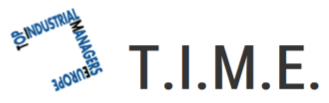 TOP INDUSTRIAL
MANAGERS
EUROPE
T.I.M.E.